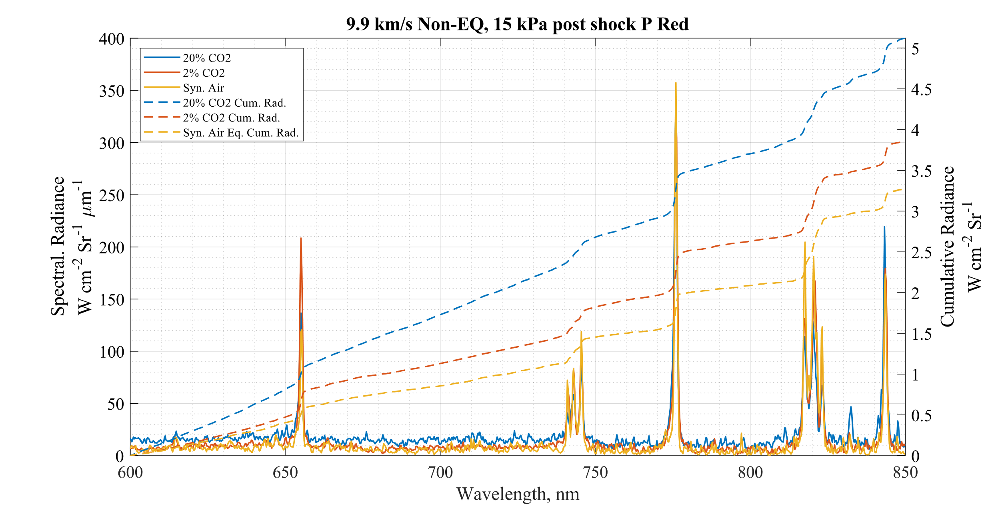 9.9 km/s Non-EQ, 15 kPa post shock P Red
20% CO2
2% CO2
Syn. Air
20% CO2 Cum. Rad.
2% CO2 Cum. Rad.
Syn. Air Eq. Cum. Rad.
Spectral. Radiance
W cm-2 Sr-1 μm-1
400
350
300
250
200
150
100
50
0
600
650
700
750
800
850
Wavelength, nm
5
4.5
4
3.5
3
2.5
2
1.5
1
0.5
0
Cumulative Radiance
W cm-2 Sr-1